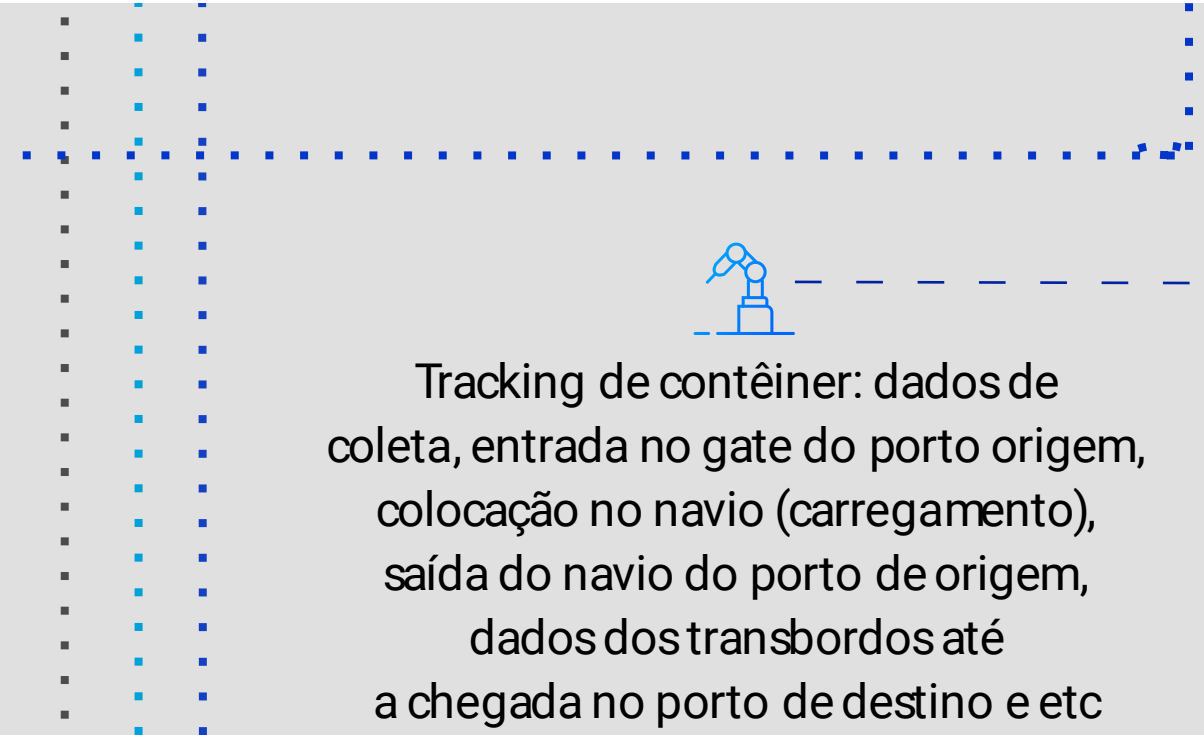 Tracking de contêiner: dados de
coleta, entrada no gate do porto origem,
colocação no navio (carregamento),
saída do navio do porto de origem,
dados dos transbordos até
a chegada no porto de destino e etc